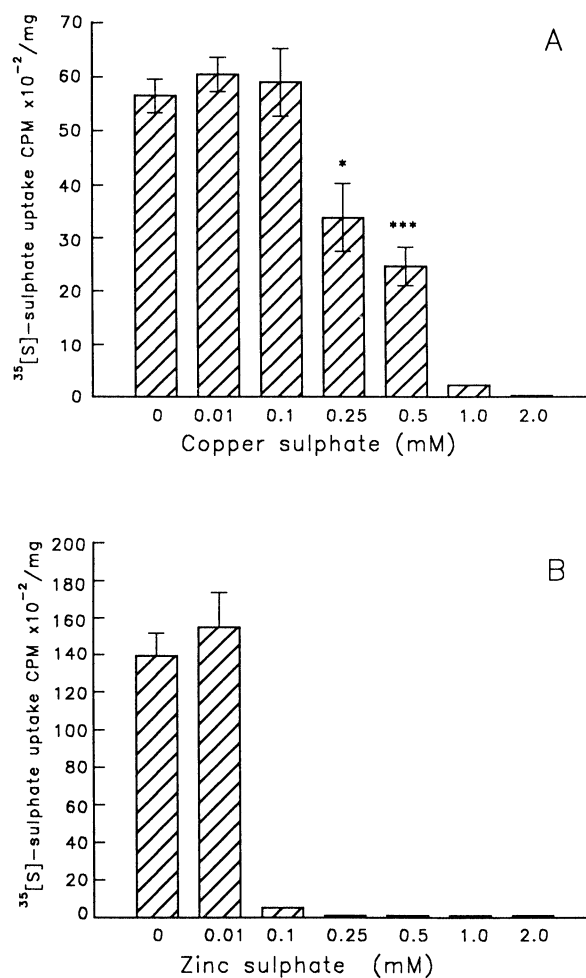 A
³⁵[S]-sulphate uptake CPM x10⁻²/mg
70
60
50
40
30
20
10
0
*
***
0 0.01 0.1 0.25 0.5 1.0 2.0
Copper sulphate (mM)
B
³⁵[S]-sulphate uptake CPM x10⁻²/mg
200
180
160
140
120
100
80
60
40
20
0
0 0.01 0.1 0.25 0.5 1.0 2.0
Zinc sulphate (mM)